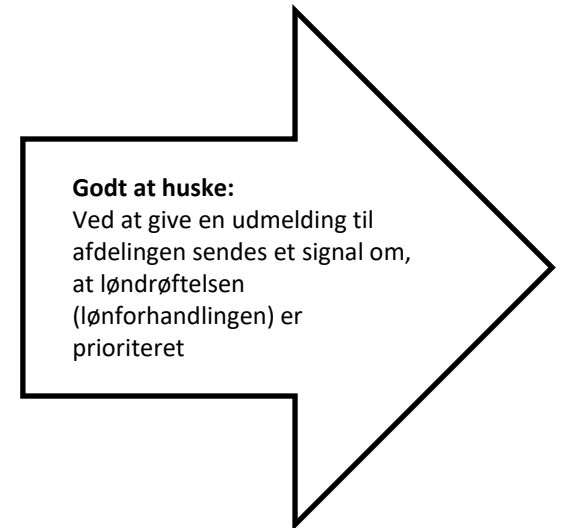 Godt at huske:
Ved at give en udmelding til
afdelingen sendes et signal om,
at løndrøftelsen
(lønforhandlingen) er
prioriteret